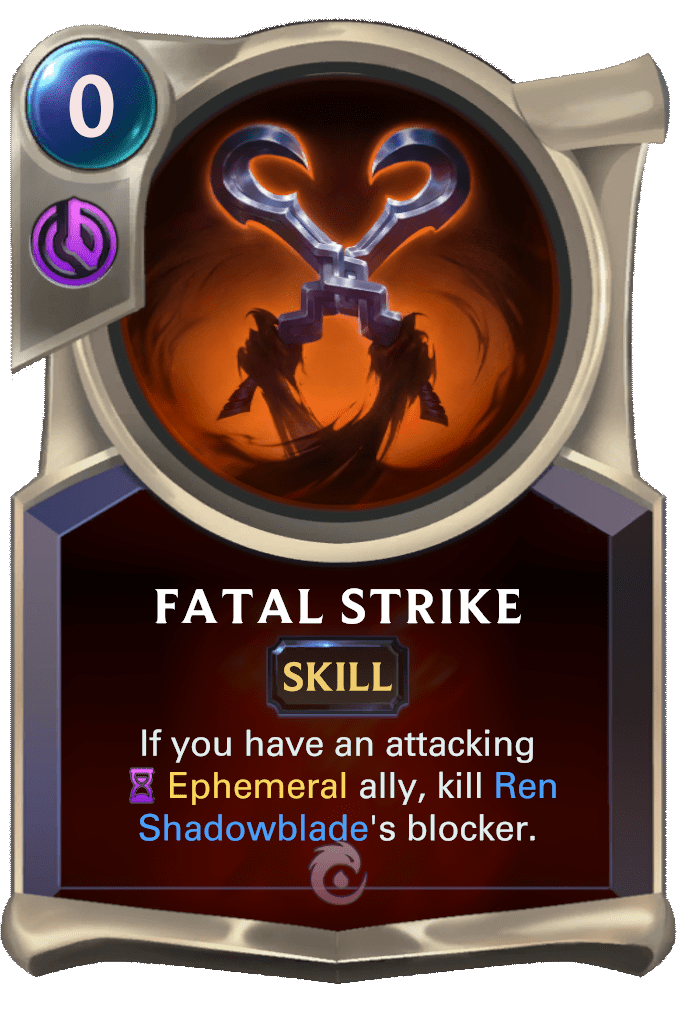 0
FATAL STRIKE
SKILL
If you have an attacking
Ephemeral ally, kill Ren
Shadowblade's blocker.